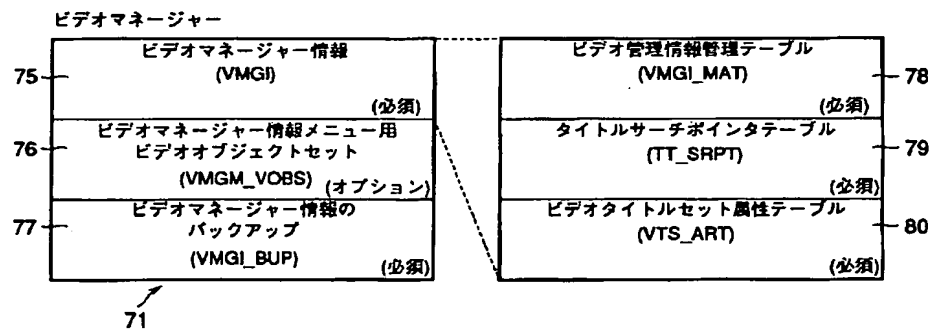 ビデオマネージャー
75
ビデオマネージャー情報
(VMGI)
(必須)
76
ビデオマネージャー情報メニュー用
ビデオオブジェクトセット
(VMGM_VOBS)
(オプション)
77
ビデオマネージャー情報の
バックアップ
(VMGI_BUP)
(必須)
71
ビデオ管理情報管理テーブル
(VMGI_MAT)
(必須)
78
タイトルサーチポインタテーブル
(TT_SRPT)
(必須)
79
ビデオタイトルセット属性テーブル
(VTS_ART)
(必須)
80